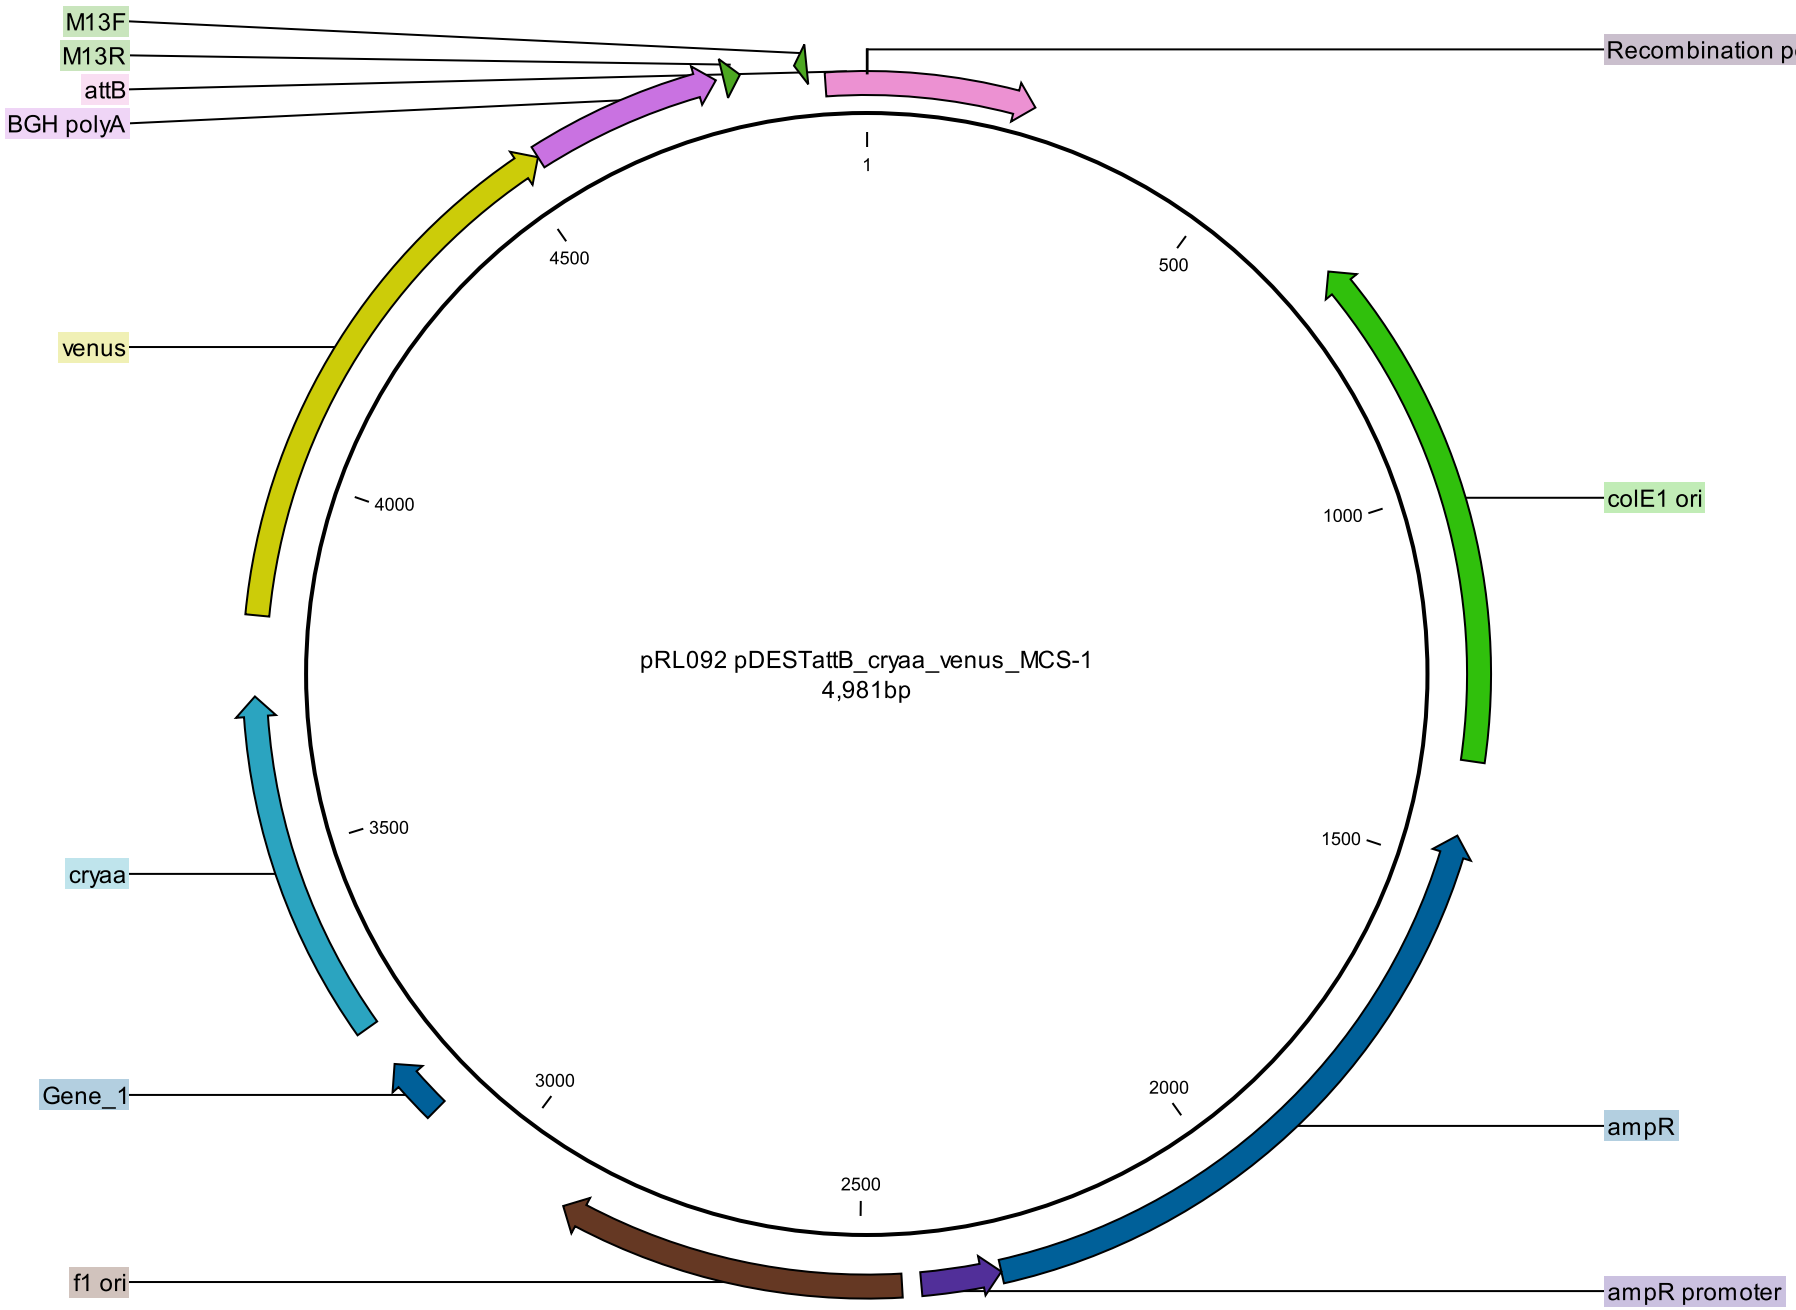 M13F
M13R
attB
BGH polyA
Recombination
1
4500
500
venus
4000
1000
colE1 ori
pRL092 pDESTattB_cryaa_venus_MCS-1
4,981bp
3500
1500
cryaa
3000
2000
Gene_1
ampR
2500
f1 ori
ampR promoter